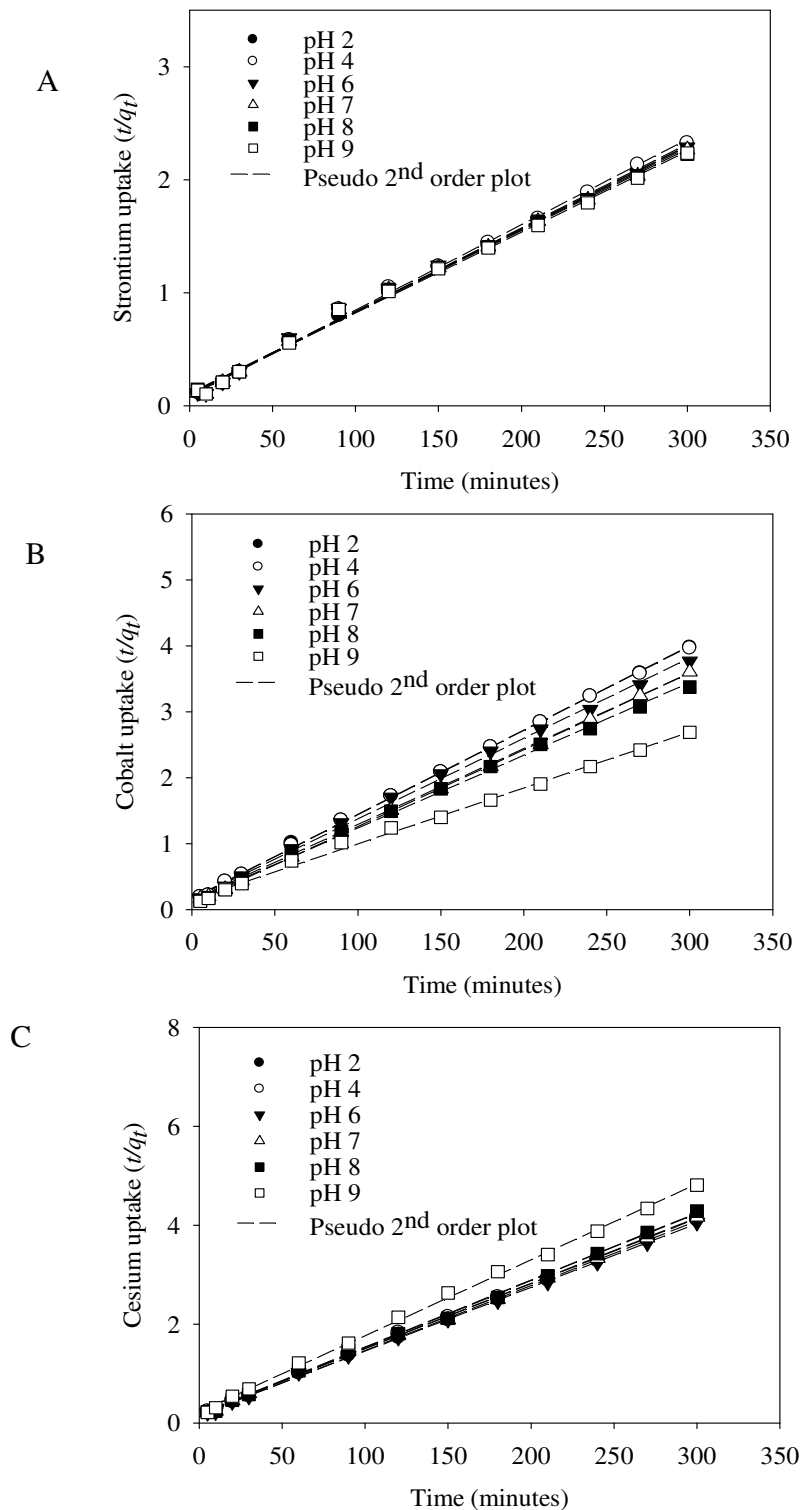 A
pH 2
pH 4
pH 6
pH 7
pH 8
pH 9
Pseudo 2nd order plot
Strontium uptake (t/qt)
3
2
1
0
0 50 100 150 200 250 300 350
Time (minutes)
B
pH 2
pH 4
pH 6
pH 7
pH 8
pH 9
Pseudo 2nd order plot
Cobalt uptake (t/qt)
6
5
4
3
2
1
0
0 50 100 150 200 250 300 350
Time (minutes)
C
pH 2
pH 4
pH 6
pH 7
pH 8
pH 9
Pseudo 2nd order plot
Cesium uptake (t/qt)
8
6
4
2
0
0 50 100 150 200 250 300 350
Time (minutes)